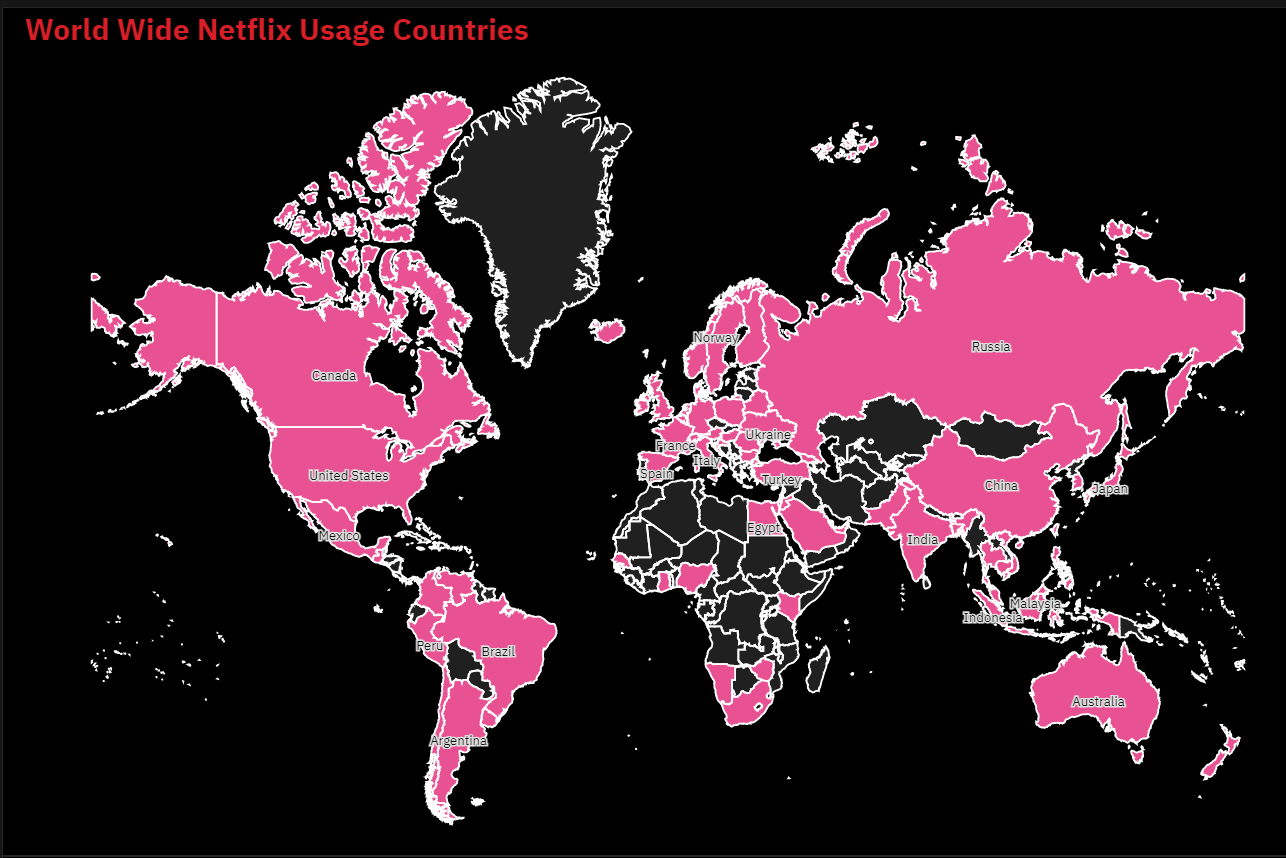 World Wide Netflix Usage Countries
Norway
Russia
Canada
Ukraine
France
Italy
Spain
Turkey
United States
China
Japan
Mexico
Egypt
India
Malaysia
Indonesia
Peru
Brazil
Australia
Argentina